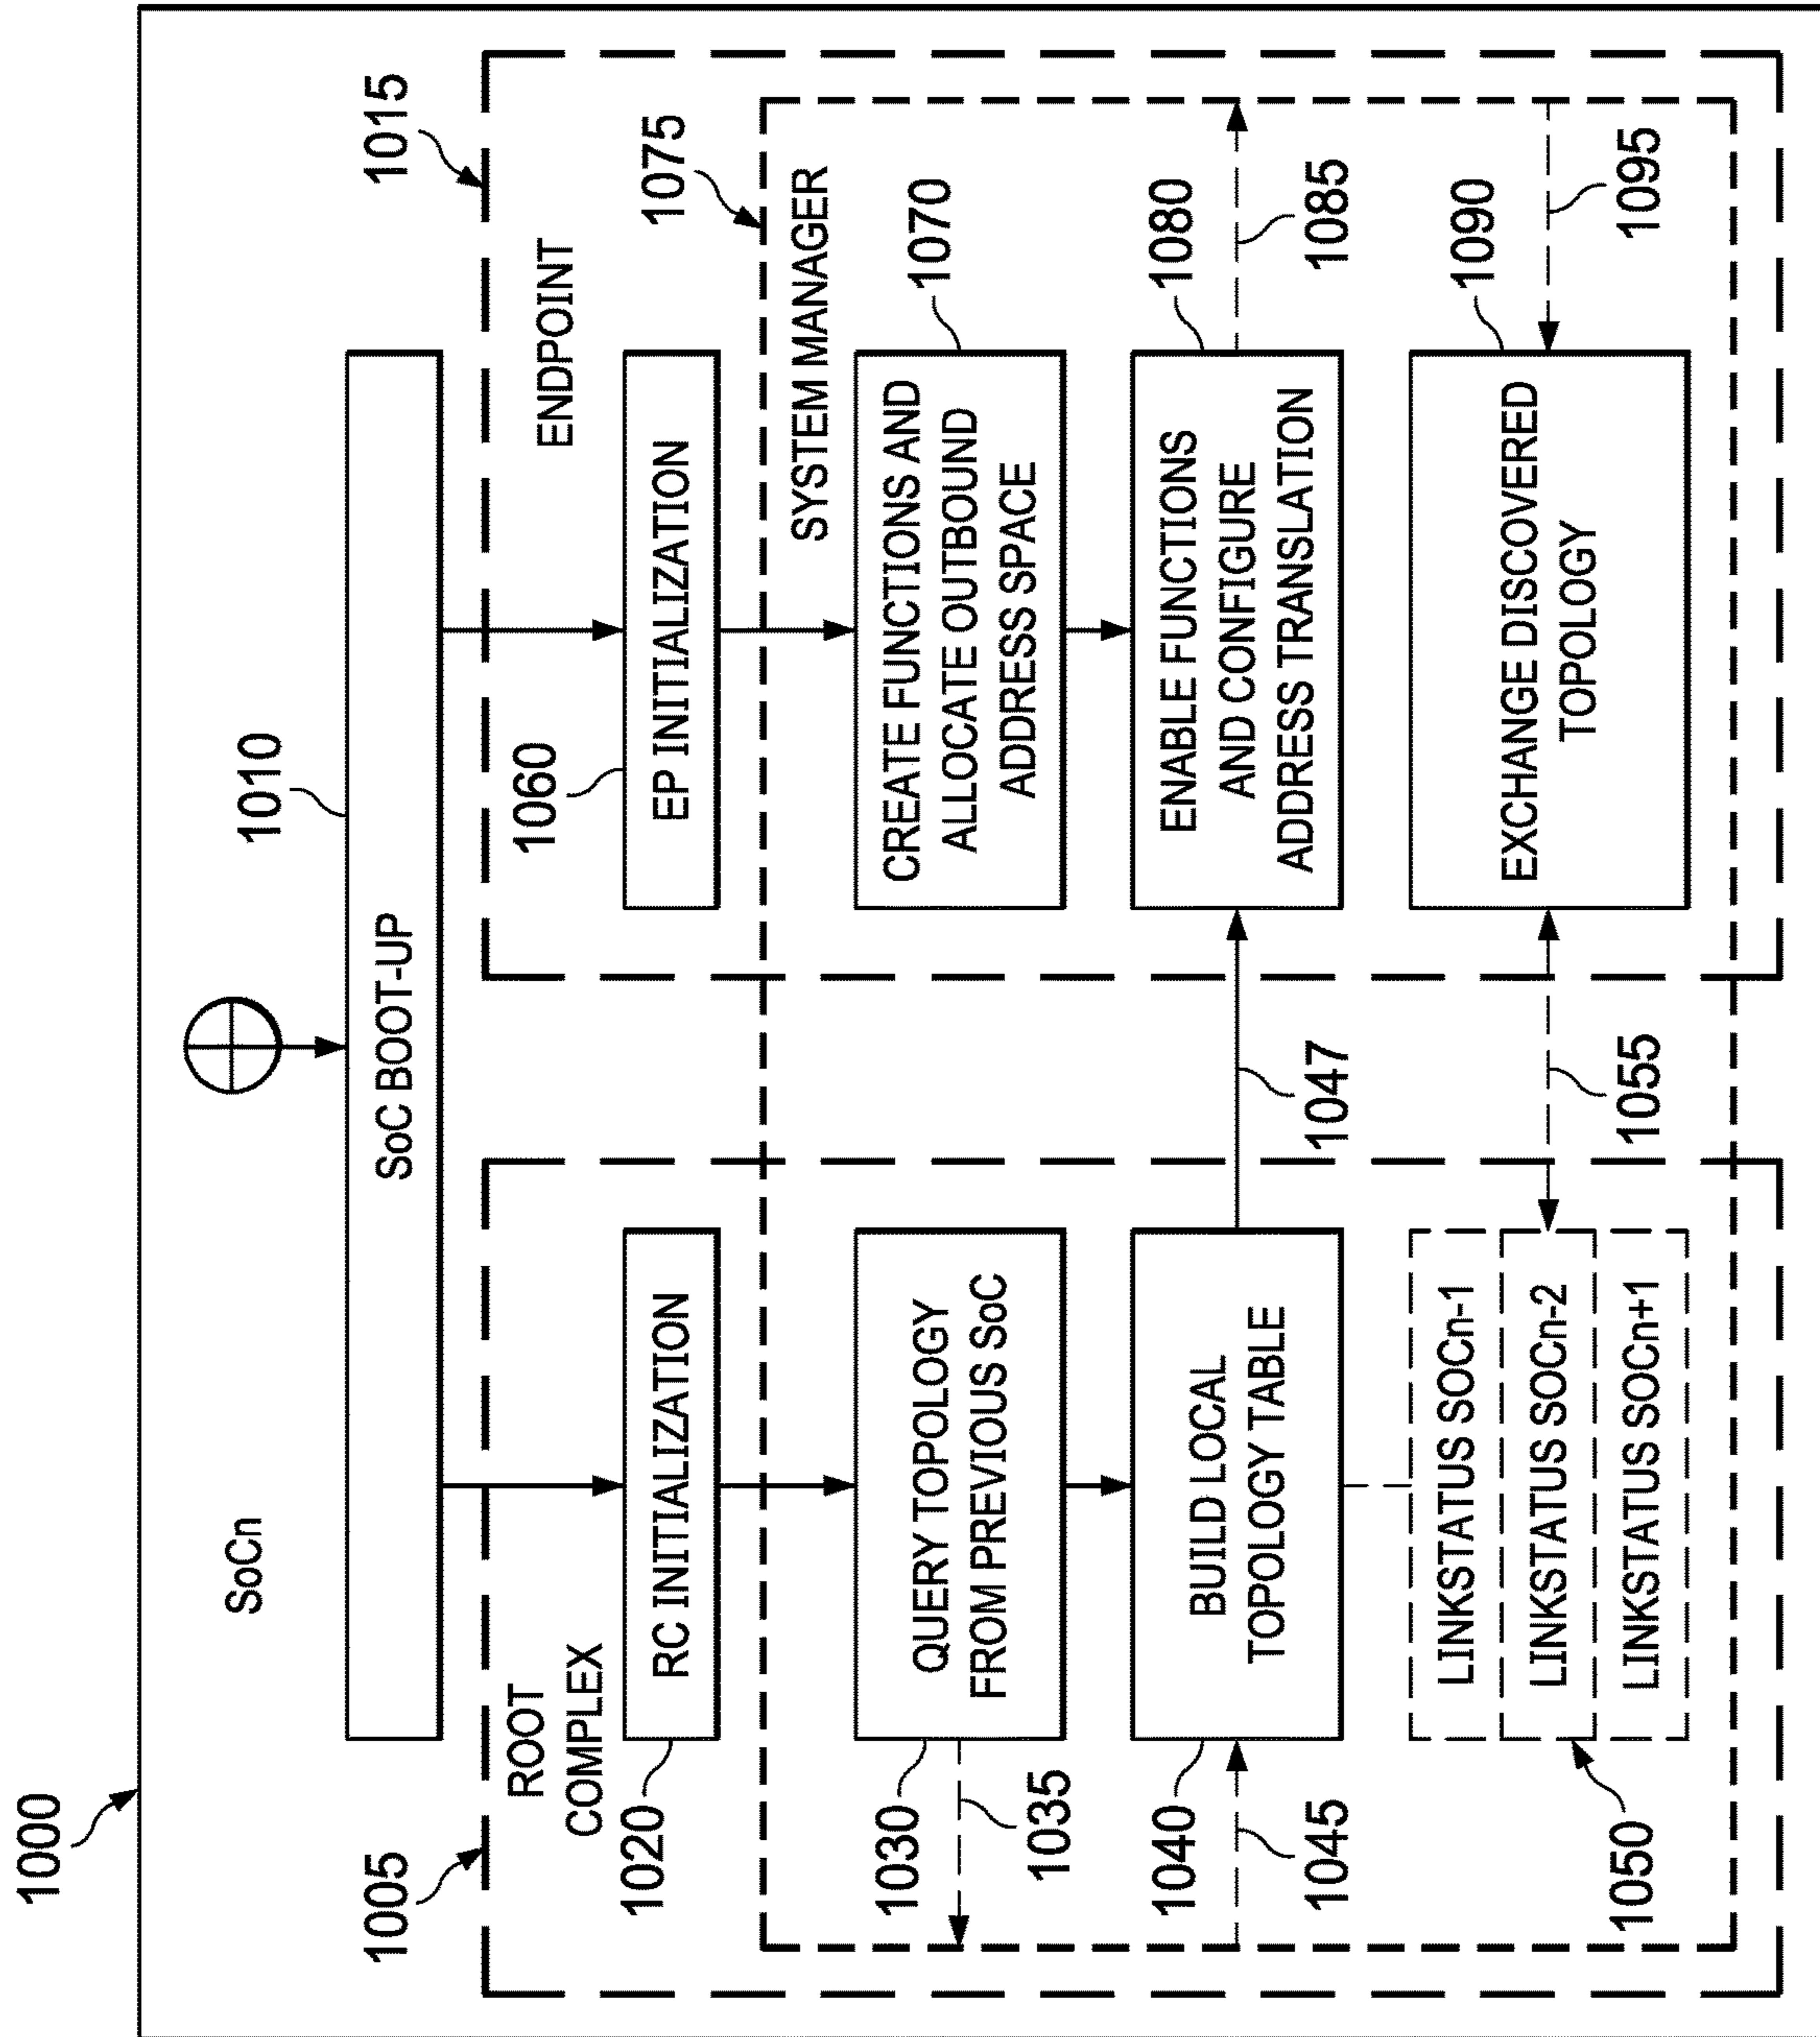 1000
SoCn
1010
SoC BOOT-UP
1005
ROOT
COMPLEX
1015
ENDPOINT
1020
RC INITIALIZATION
1060
EP INITIALIZATION
1075
SYSTEM MANAGER
1030
QUERY TOPOLOGY
FROM PREVIOUS SoC
1035
1070
CREATE FUNCTIONS AND
ALLOCATE OUTBOUND
ADDRESS SPACE
1040
BUILD LOCAL
TOPOLOGY TABLE
1045
1047
1080
ENABLE FUNCTIONS
AND CONFIGURE
ADDRESS TRANSLATION
1085
LINKSTATUS SOCn-1
LINKSTATUS SOCn-2
LINKSTATUS SOCn+1
1050
1055
1090
EXCHANGE DISCOVERED
TOPOLOGY
1095